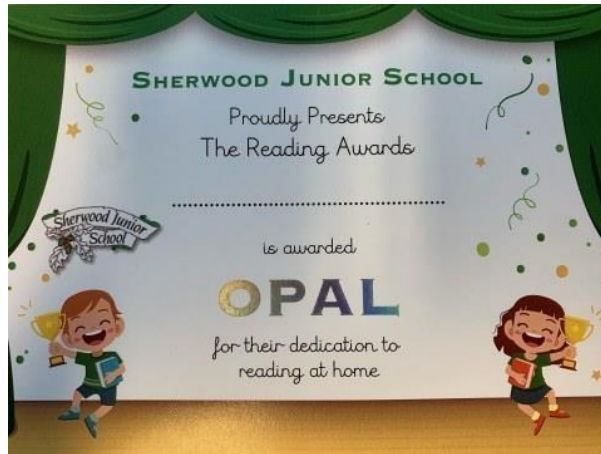 SHERWOOD JUNIOR SCHOOL
Proudly Presents
The Reading Awards
................................................................
Sherwood Junior
School
is awarded
OPAL
for their dedication to
reading at home